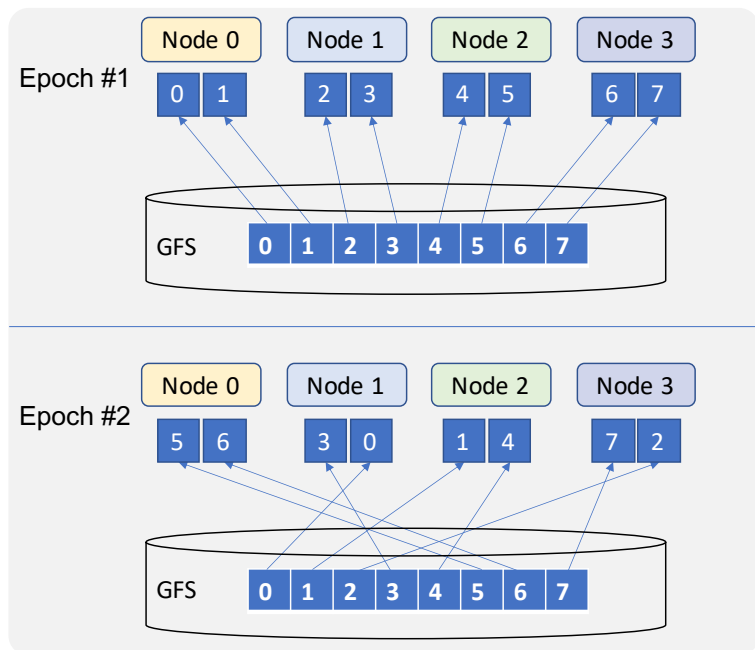 Node 0 Node 1 Node 2 Node 3
Epoch #1
0 1 2 3 4 5 6 7
GFS 0 1 2 3 4 5 6 7
Node 0 Node 1 Node 2 Node 3
Epoch #2
5 6 3 0 1 4 7 2
GFS 0 1 2 3 4 5 6 7